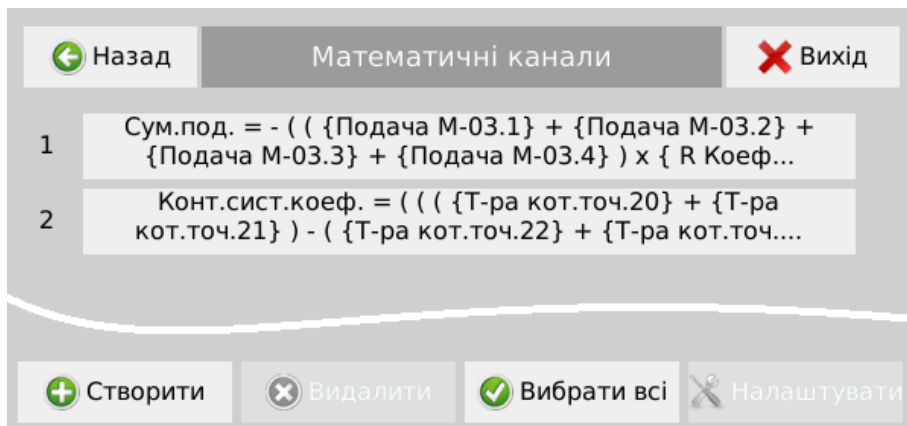 Назад
Математичні канали
Вихід
1
Сум.под. = - ( ( {Подача М-03.1} + {Подача М-03.2} +
{Подача М-03.3} + {Подача М-03.4} ) x { R Коеф...
2
Конт.сист.коеф. = ( ( ( {Т-ра кот.точ.20} + {Т-ра
кот.точ.21} ) - ( {Т-ра кот.точ.22} + {Т-ра кот.точ....
Створити
Видалити
Вибрати всі
Налаштувати